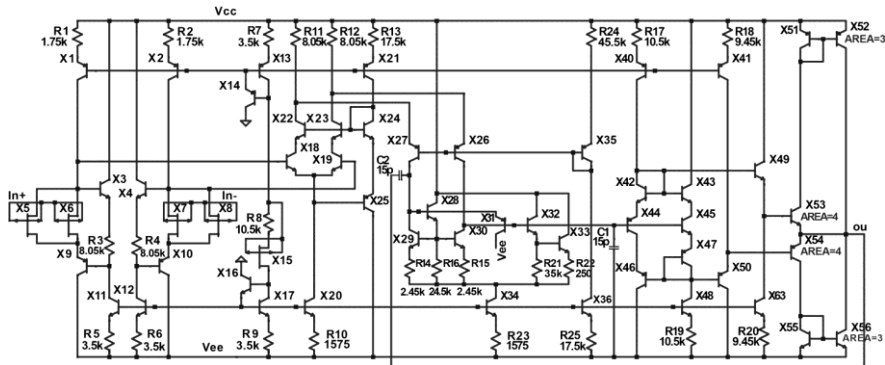 Vcc
R1
1.75k
R2
1.75k
R7
3.5k
R11
8.05k
R12
8.05k
R13
17.5k
R24
45.5k
R17
10.5k
R18
9.45k
X51
X52
AREA=3
X1
X2
X13
X21
X40
X41
X14
X22
X23
X24
X18
X19
X27
X26
X35
C2
15p
X3
X4
X25
X49
In+
X5
X6
X7
X8
In-
X28
X31
X32
X33
X42
X43
X44
X45
X53
AREA=4
X9
R3
8.05k
R4
8.05k
X10
R8
10.5k
X15
X29
X30
Vee
C1
15p
X47
ou
X54
AREA=4
X16
R14
2.45k
R16
24.5k
R15
2.45k
R21
35k
R22
250
X46
X50
X11
X12
X17
X20
X34
X36
X48
X63
R5
3.5k
R6
3.5k
R9
3.5k
R10
1575
R23
1575
R25
17.5k
R19
10.5k
R20
9.45k
X55
X56
AREA=3
Vee